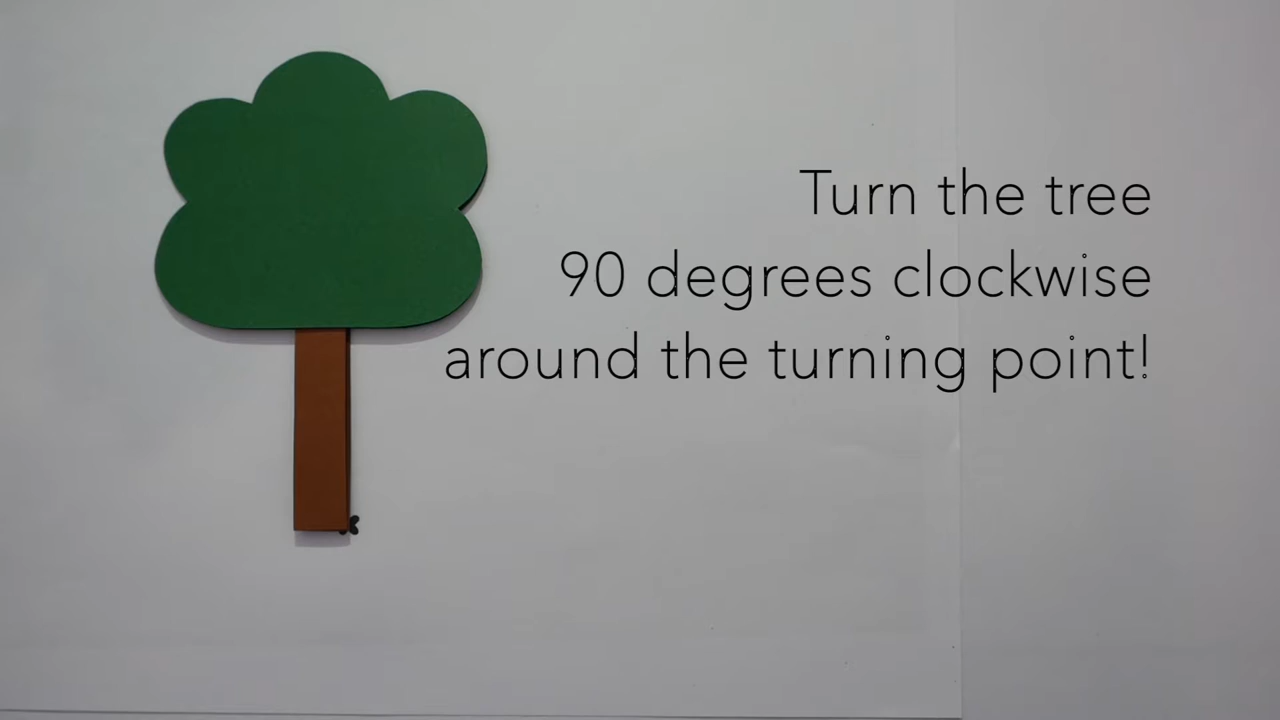 Turn the tree
90 degrees clockwise
around the turning point!